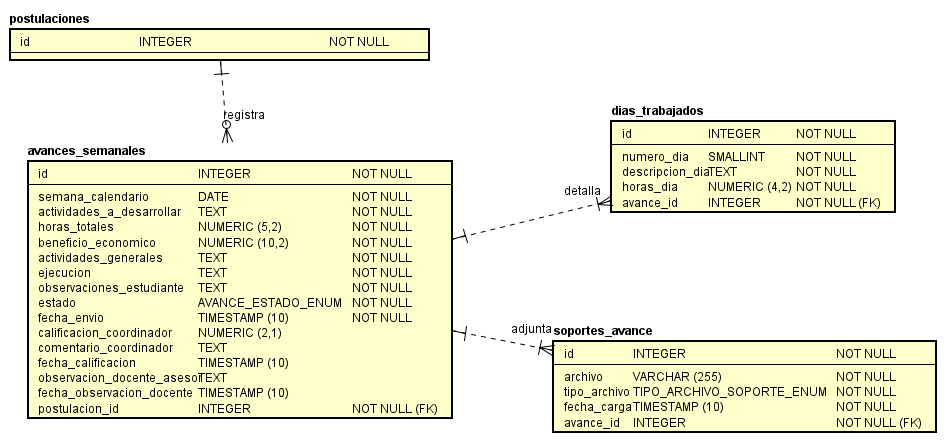 postulaciones
id INTEGER NOT NULL
registra
avances_semanales
id INTEGER NOT NULL
semana_calendario DATE NOT NULL
actividades_a_desarrollar TEXT NOT NULL
horas_totales NUMERIC (5,2) NOT NULL
beneficio_economico NUMERIC (10,2) NOT NULL
actividades_generales TEXT NOT NULL
ejecucion TEXT NOT NULL
observaciones_estudiante TEXT NOT NULL
estado AVANCE_ESTADO_ENUM NOT NULL
fecha_envio TIMESTAMP (10) NOT NULL
calificacion_coordinador NUMERIC (2,1)
comentario_coordinador TEXT
fecha_calificacion TIMESTAMP (10)
observacion_docente_asesoTEXT
fecha_observacion_docente TIMESTAMP (10)
postulacion_id INTEGER NOT NULL (FK)
detalla
dias_trabajados
id INTEGER NOT NULL
numero_dia SMALLINT NOT NULL
descripcion_diaTEXT NOT NULL
horas_dia NUMERIC (4,2) NOT NULL
avance_id INTEGER NOT NULL (FK)
adjunta
soportes_avance
id INTEGER NOT NULL
archivo VARCHAR (255) NOT NULL
tipo_archivo TIPO_ARCHIVO_SOPORTE_ENUM NOT NULL
fecha_carga TIMESTAMP (10) NOT NULL
avance_id INTEGER NOT NULL (FK)